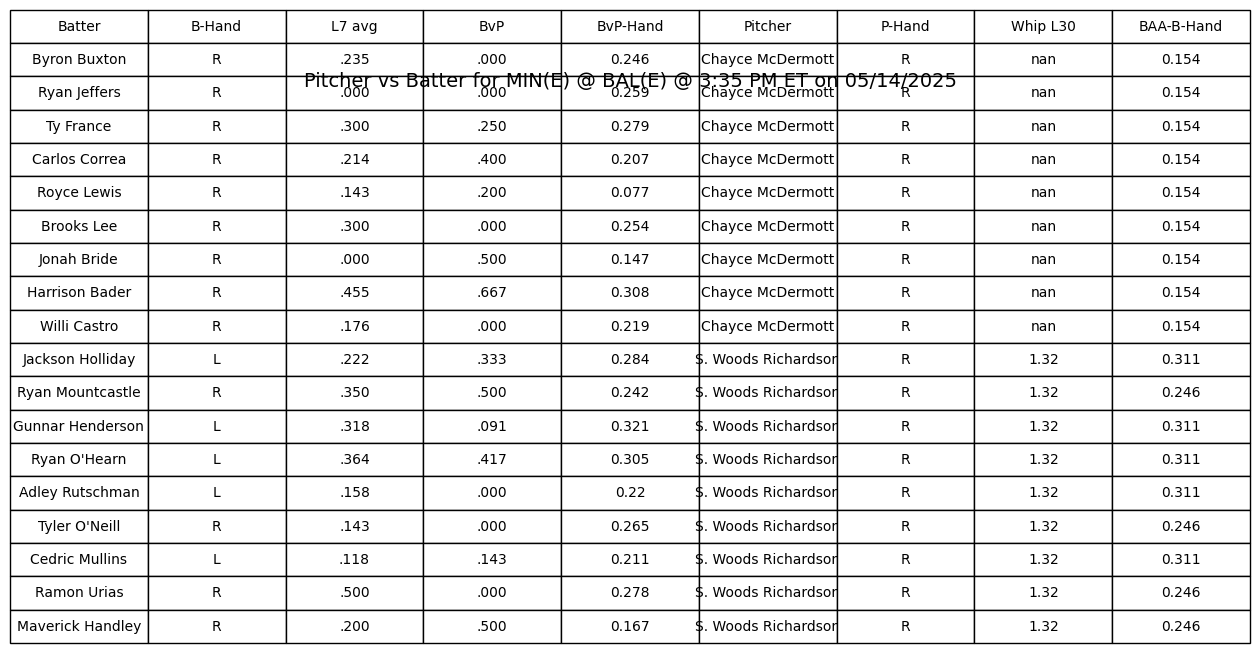 Batter B-Hand L7 avg BvP BvP-Hand Pitcher P-Hand Whip L30 BAA-B-Hand
Byron Buxton R .235 .000 0.246 Chayce McDermott R nan 0.154
Pitcher vs Batter for MIN(E) @ BAL(E) @ 3:35 PM ET on 05/14/2025
Ryan Jeffers R .000 .000 0.259 Chayce McDermott R nan 0.154
Ty France R .300 .250 0.279 Chayce McDermott R nan 0.154
Carlos Correa R .214 .400 0.207 Chayce McDermott R nan 0.154
Royce Lewis R .143 .200 0.077 Chayce McDermott R nan 0.154
Brooks Lee R .300 .000 0.254 Chayce McDermott R nan 0.154
Jonah Bride R .000 .500 0.147 Chayce McDermott R nan 0.154
Harrison Bader R .455 .667 0.308 Chayce McDermott R nan 0.154
Willi Castro R .176 .000 0.219 Chayce McDermott R nan 0.154
Jackson Holliday L .222 .333 0.284 S. Woods Richardson R 1.32 0.311
Ryan Mountcastle R .350 .500 0.242 S. Woods Richardson R 1.32 0.246
Gunnar Henderson L .318 .091 0.321 S. Woods Richardson R 1.32 0.311
Ryan O'Hearn L .364 .417 0.305 S. Woods Richardson R 1.32 0.311
Adley Rutschman L .158 .000 0.22 S. Woods Richardson R 1.32 0.311
Tyler O'Neill R .143 .000 0.265 S. Woods Richardson R 1.32 0.246
Cedric Mullins L .118 .143 0.211 S. Woods Richardson R 1.32 0.311
Ramon Urias R .500 .000 0.278 S. Woods Richardson R 1.32 0.246
Maverick Handley R .200 .500 0.167 S. Woods Richardson R 1.32 0.246